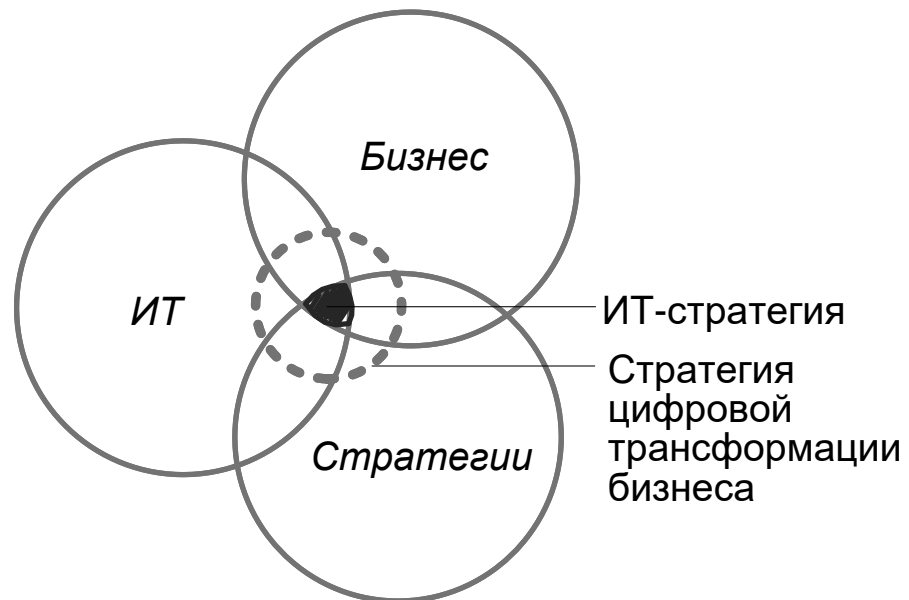 Бизнес
ИТ
ИТ-стратегия
Стратегия
цифровой
трансформации
бизнеса
Стратегии